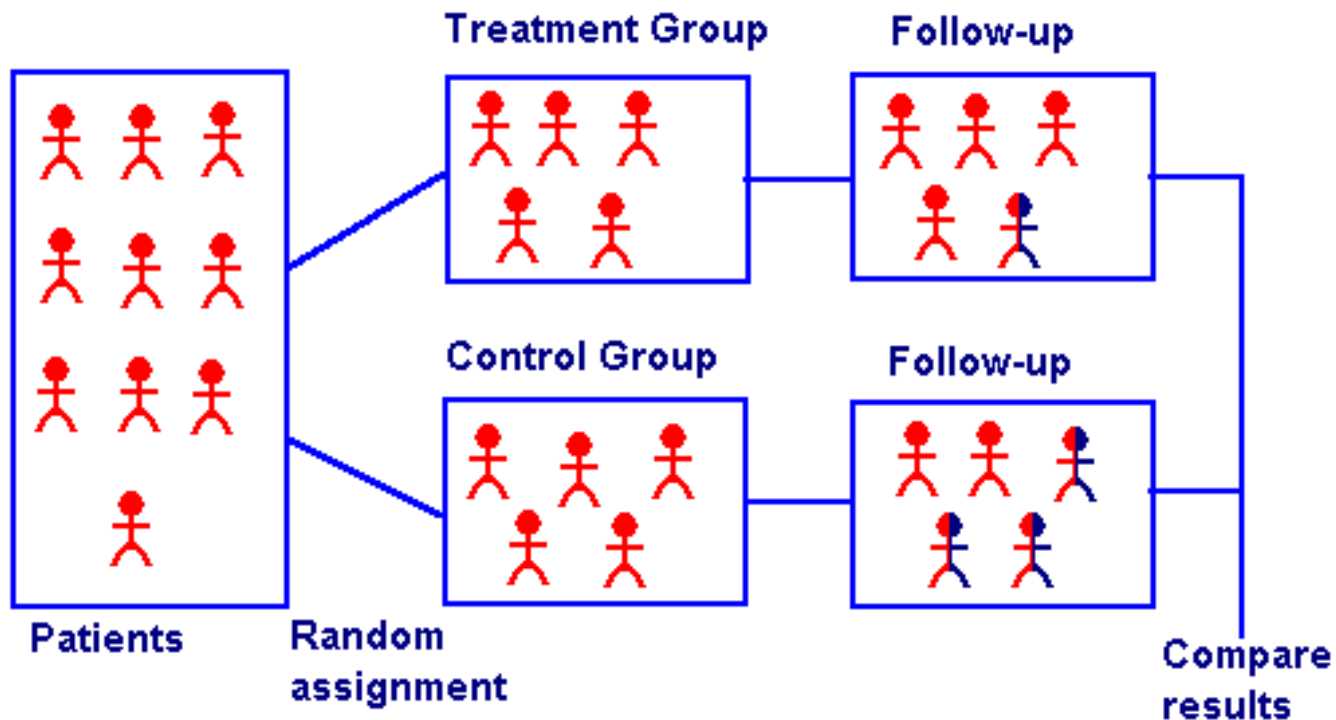 Treatment Group
Follow-up
Control Group
Follow-up
Patients
Random
assignment
Compare
results